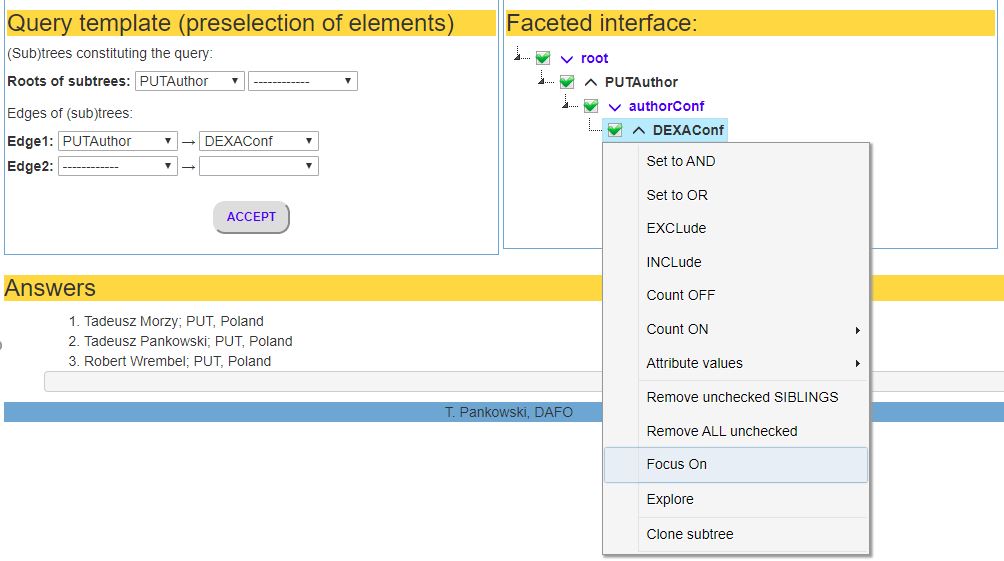 Query template (preselection of elements)
(Sub)trees constituting the query:
Roots of subtrees: PUTAuthor ------------
Edges of (sub)trees:
Edge1: PUTAuthor → DEXAConf
Edge2: ------------ →
ACCEPT
Faceted interface:
root
PUTAuthor
authorConf
DEXAConf
Set to AND
Set to OR
EXCLude
INCLude
Count OFF
Count ON
Attribute values
Remove unchecked SIBLINGS
Remove ALL unchecked
Focus On
Explore
Clone subtree
Answers
1. Tadeusz Morzy; PUT, Poland
2. Tadeusz Pankowski; PUT, Poland
3. Robert Wrembel; PUT, Poland
T. Pankowski, DAFO